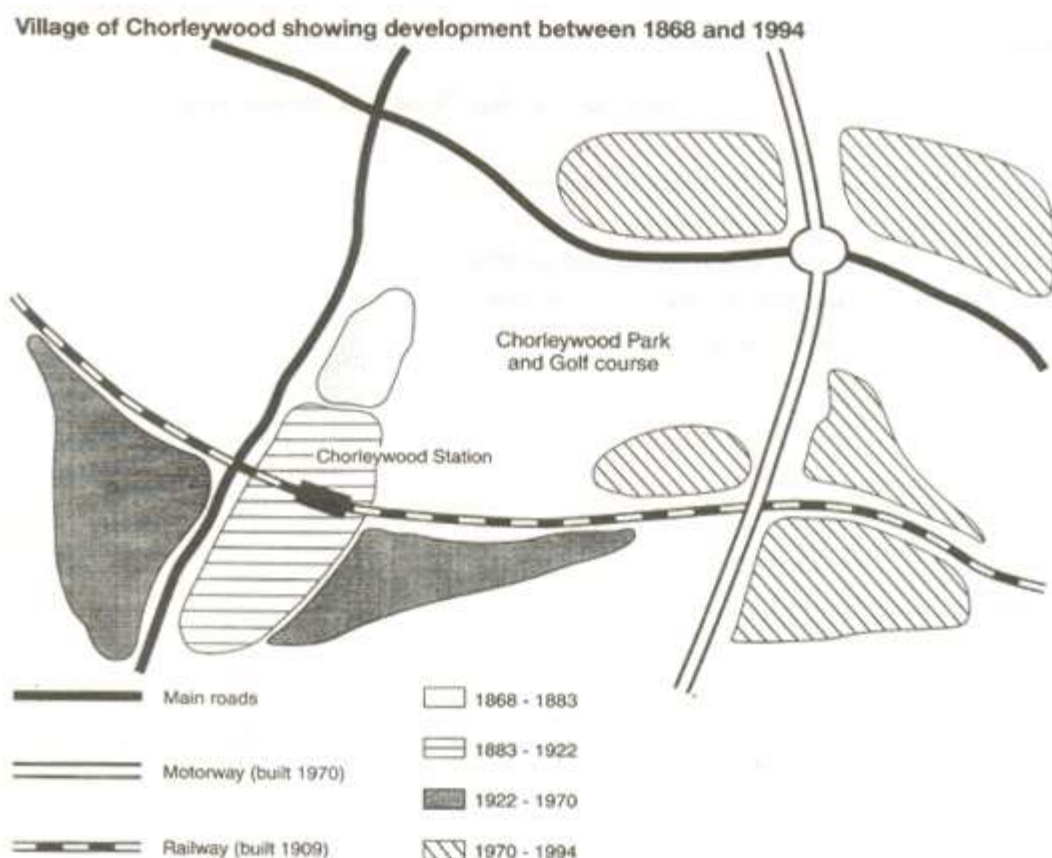 Village of Chorleywood showing development between 1868 and 1994
Chorleywood Park
and Golf course
Chorleywood Station
Main roads
Motorway (built 1970)
Railway (built 1909)
1868 - 1883
1883 - 1922
1922 - 1970
1970 - 1994